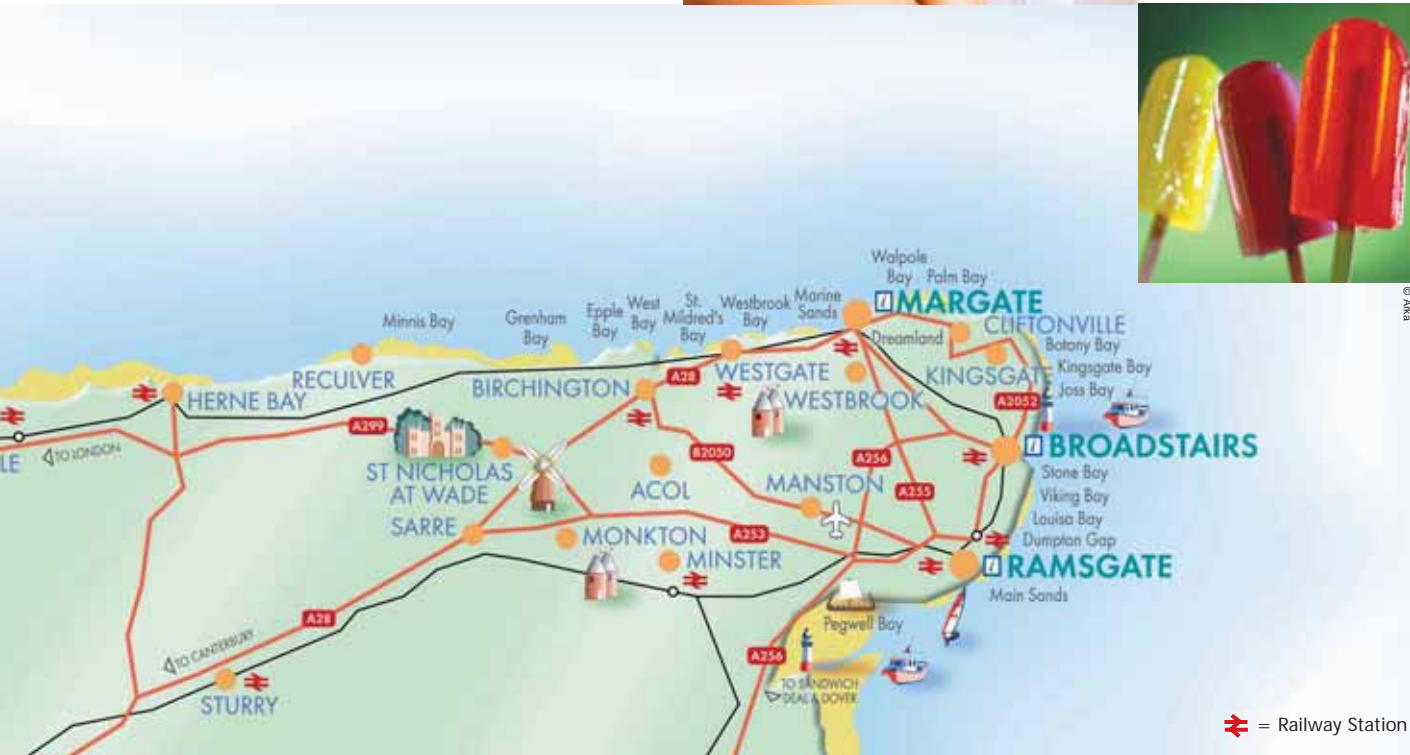 © Arka
Walpole
Bay
Palm Bay
MARGATE
Marine
Sands
Westbrook
Bay
St.
Mildred's
Bay
West
Bay
Epple
Bay
Grenham
Bay
Minnis Bay
CLIFTONVILLE
Botany Bay
Dreamland
Kingsgate Bay
KINGSGATE
Joss Bay
A2052
RECULVER
HERNE BAY
BIRCHINGTON
A28
WESTGATE
WESTBROOK
A299
TO LONDON
LE
ST NICHOLAS
AT WADE
B2050
A256
BROADSTAIRS
ACOL
MANSTON
A255
Stone Bay
Viking Bay
Louisa Bay
Dumpton Gap
SARRE
MONKTON
A253
MINSTER
RAMSGATE
Main Sands
Pegwell Bay
A28
TO CANTERBURY
A256
TO SANDWICH
DEAL & DOVER
STURRY
= Railway Station